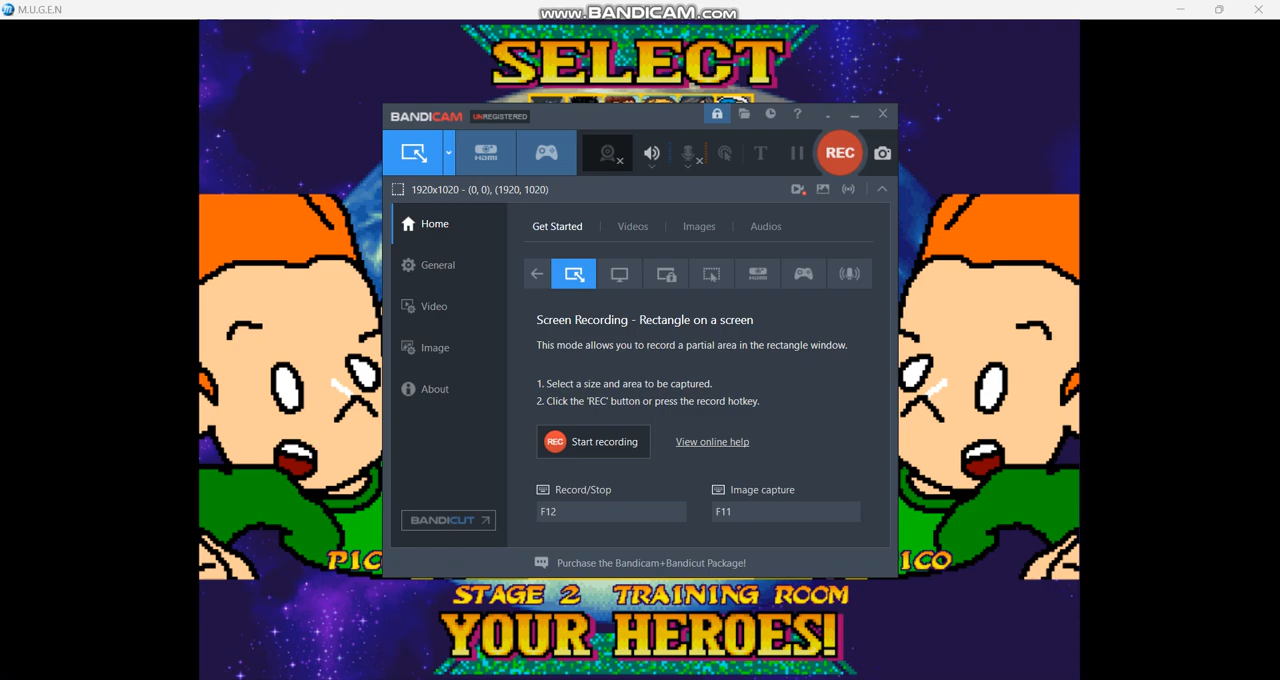 M.U.G.E.N
www.BANDICAM.com
SELECT
BANDICAM UNREGISTERED
HDMI
T
REC
1920x1020 - (0, 0), (1920, 1020)
Home
General
Video
Image
About
BANDICUT
Get Started
Videos
Images
Audios
HDMI
Screen Recording - Rectangle on a screen
This mode allows you to record a partial area in the rectangle window.
1. Select a size and area to be captured.
2. Click the 'REC' button or press the record hotkey.
REC Start recording
View online help
Record/Stop
F12
Image capture
F11
Purchase the Bandicam+Bandicut Package!
PIC
ICO
STAGE 2 TRAINING ROOM
YOUR HEROES!